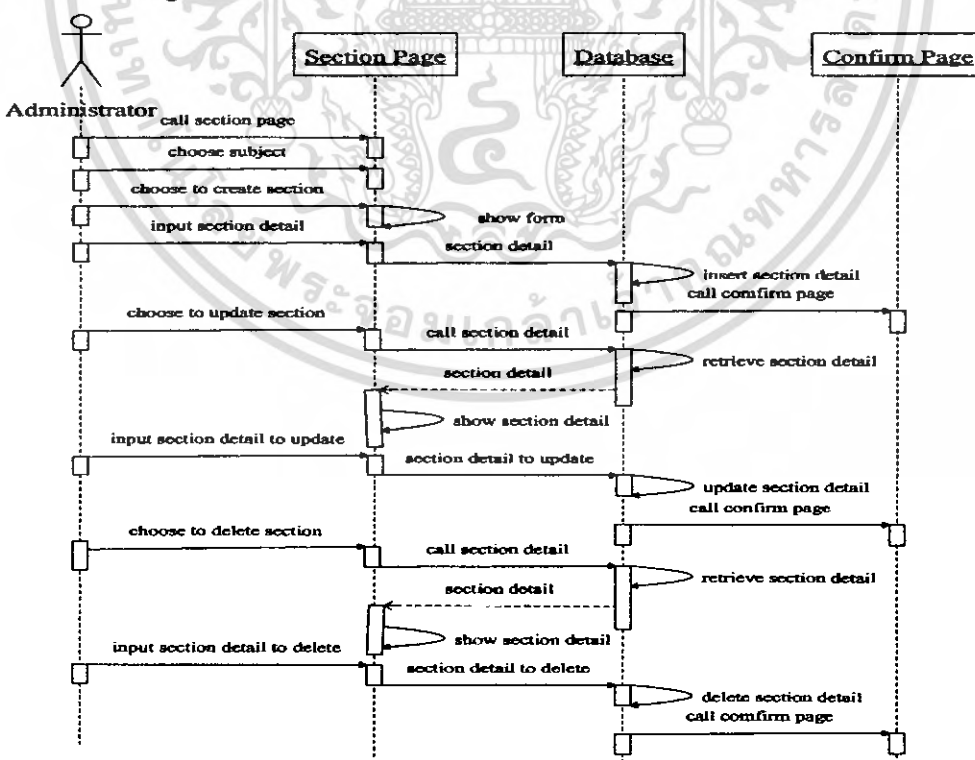 Section Page
Database
Confirm Page
Administrator
call section page
choose subject
choose to create section
show form
input section detail
section detail
insert section detail
call comfirm page
choose to update section
call section detail
retrieve section detail
section detail
show section detail
input section detail to update
section detail to update
update section detail
call confirm page
choose to delete section
call section detail
retrieve section detail
section detail
show section detail
input section detail to delete
section detail to delete
delete section detail
call comfirm page